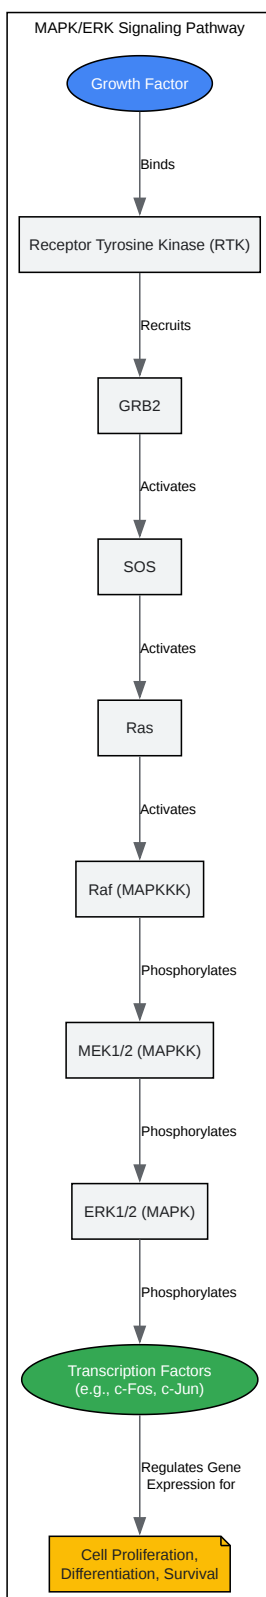 MAPK/ERK Signaling Pathway
Growth Factor
Binds
Receptor Tyrosine Kinase (RTK)
Recruits
GRB2
Activates
SOS
Activates
Ras
Activates
Raf (MAPKKK)
Phosphorylates
MEK1/2 (MAPKK)
Phosphorylates
ERK1/2 (MAPK)
Phosphorylates
Transcription Factors
(e.g., c-Fos, c-Jun)
Regulates Gene
Expression for
Cell Proliferation,
Differentiation, Survival